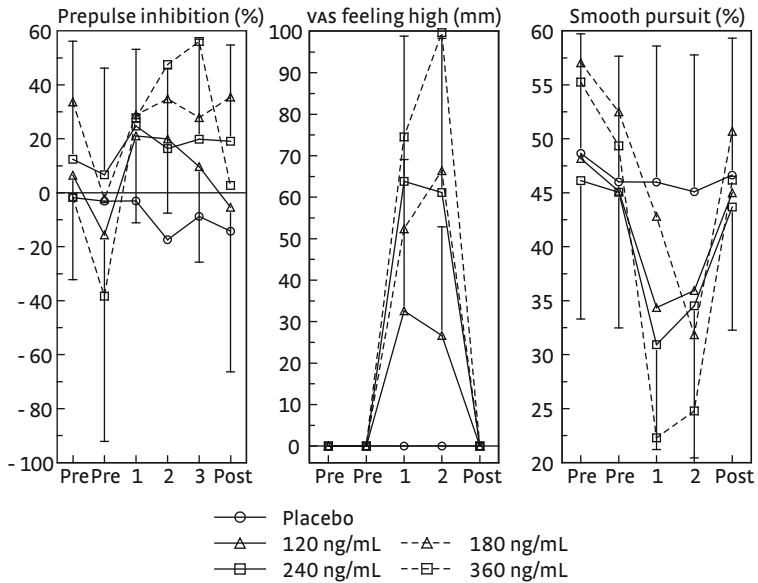 Prepulse inhibition (%) VAS feeling high (mm) Smooth pursuit (%)
60 100 60
40 90 55
20 80 50
0 70 45
- 20 60 40
- 40 50 35
- 60 40 30
- 80 30 25
- 100 20 20
10
0
Pre Pre 1 2 3 Post Pre Pre 1 2 Post Pre Pre 1 2 Post
Placebo
120 ng/mL 180 ng/mL
240 ng/mL 360 ng/mL